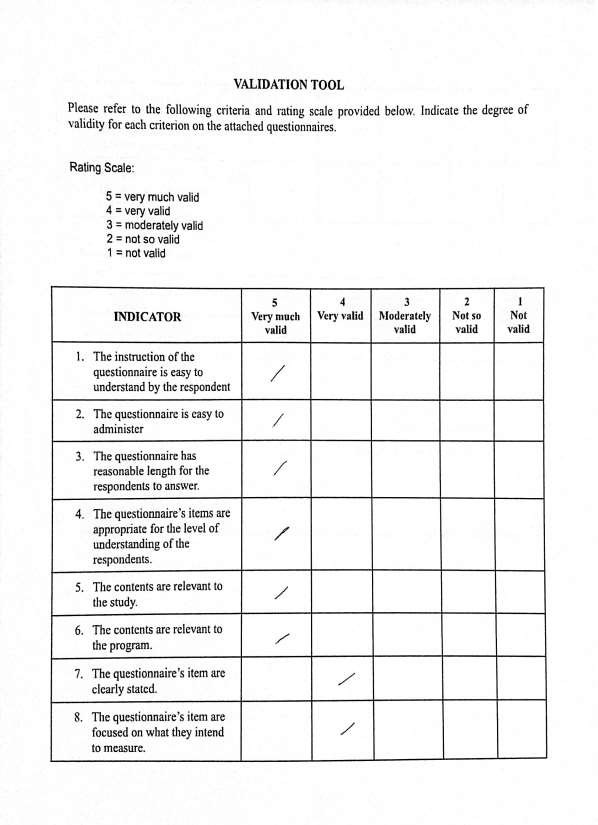 VALIDATION TOOL
Please refer to the following criteria and rating scale provided below. Indicate the degree of
validity for each criterion on the attached questionnaires.
Rating Scale:
5 = very much valid
4 = very valid
3 = moderately valid
2 = not so valid
1 = not valid
INDICATOR
5
Very much
valid
4
Very valid
3
Moderately
valid
2
Not so
valid
1
Not
valid
1. The instruction of the
questionnaire is easy to
understand by the respondent
/
2. The questionnaire is easy to
administer
/
3. The questionnaire has
reasonable length for the
respondents to answer.
/
4. The questionnaire's items are
appropriate for the level of
understanding of the
respondents.
/
5. The contents are relevant to
the study.
/
6. The contents are relevant to
the program.
/
7. The questionnaire's item are
clearly stated.
/
8. The questionnaire's item are
focused on what they intend
to measure.
/